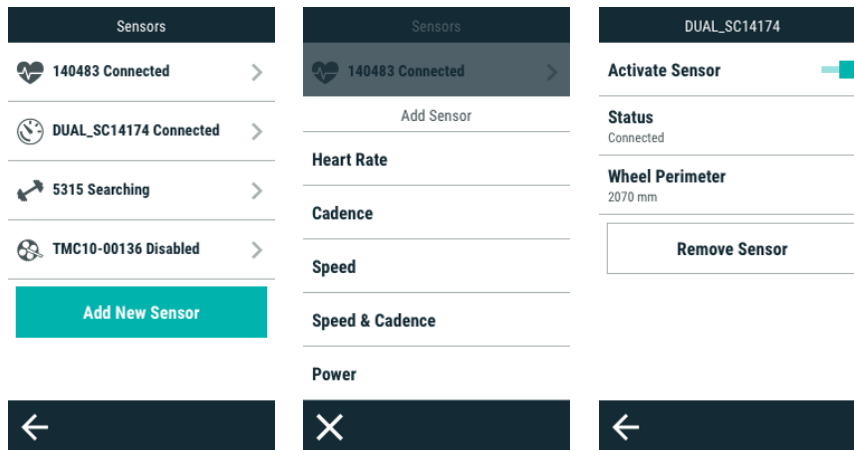 Sensors
140483 Connected
DUAL_SC14174 Connected
5315 Searching
TMC10-00136 Disabled
Add New Sensor
Sensors
140483 Connected
Add Sensor
Heart Rate
Cadence
Speed
Speed & Cadence
Power
DUAL_SC14174
Activate Sensor
Status
Connected
Wheel Perimeter
2070 mm
Remove Sensor